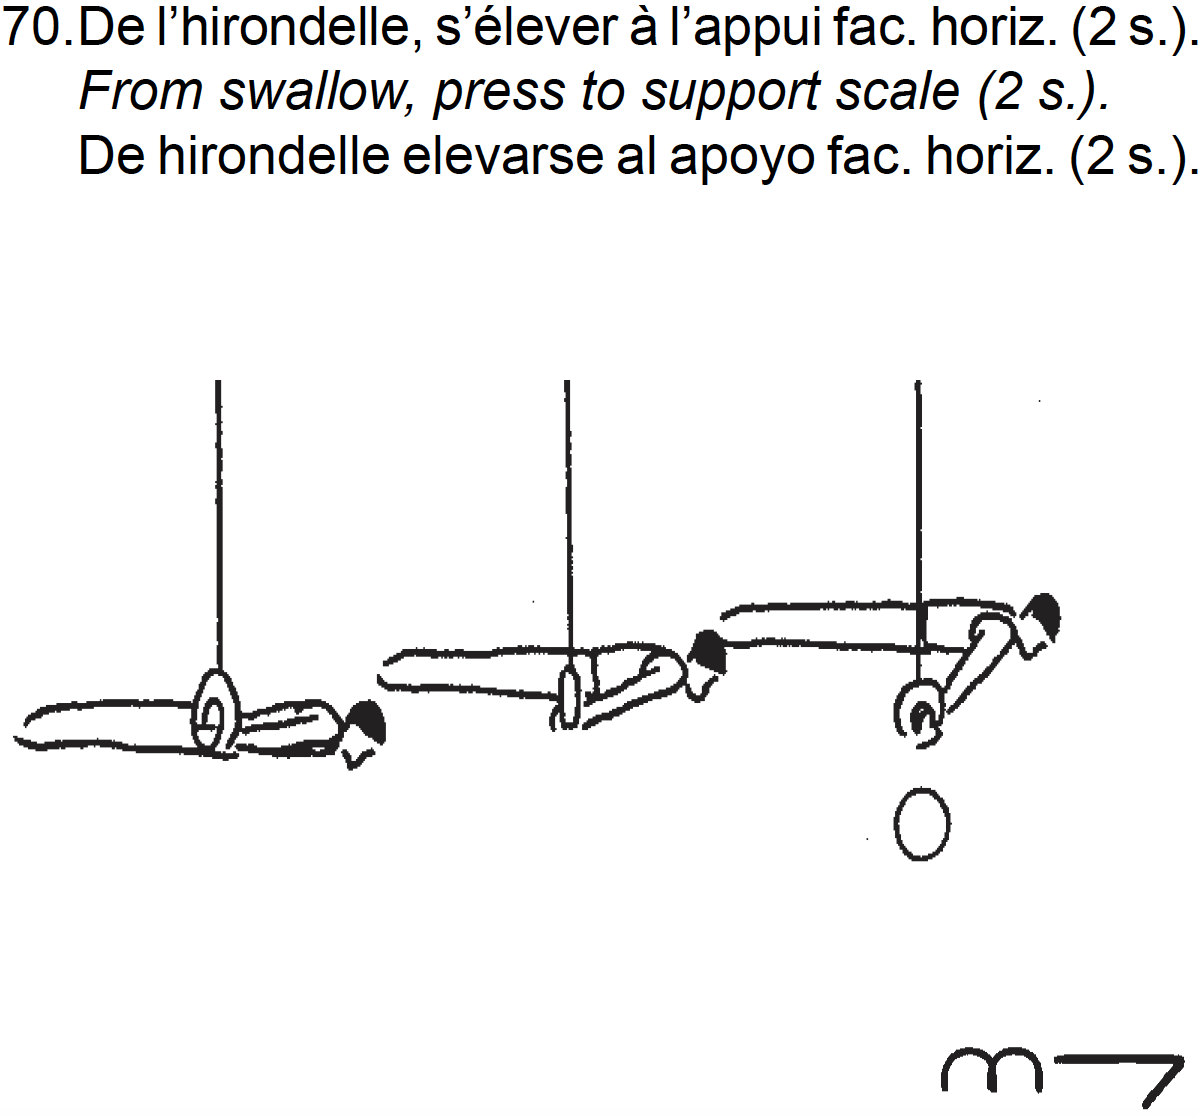 70. De l’hirondelle, s’élever à l’appui fac. horiz. (2 s.).
From swallow, press to support scale (2 s.).
De hirondelle elevarse al apoyo fac. horiz. (2 s.).